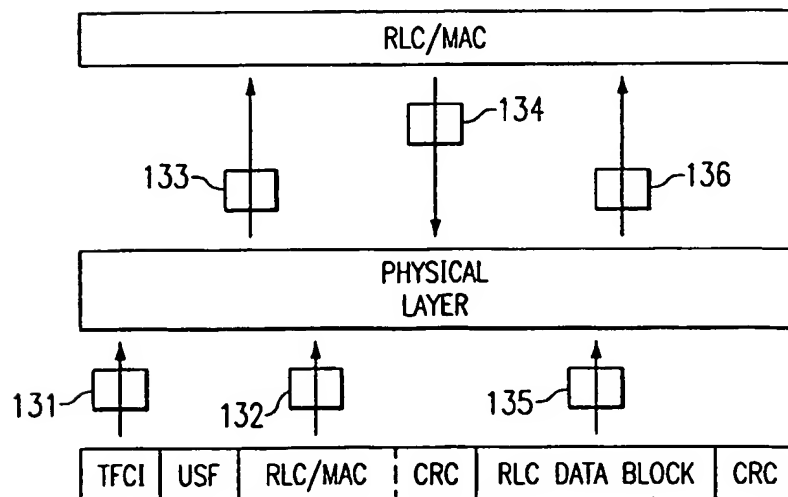 RLC/MAC
134
133
136
PHYSICAL
LAYER
131
132
135
TFCI USF RLC/MAC CRC RLC DATA BLOCK CRC